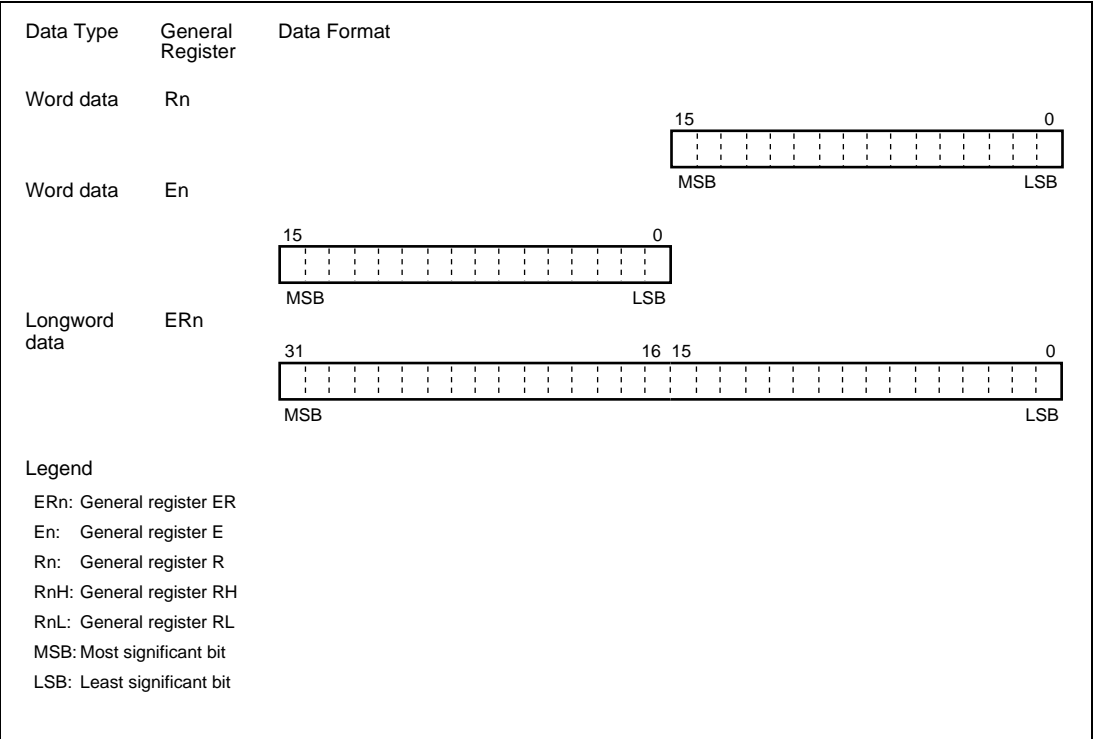 Data Type General Register Data Format
Word data Rn
15 0
MSB LSB
Word data En
15 0
MSB LSB
Longword data ERn
31 16 15 0
MSB LSB
Legend
ERn: General register ER
En: General register E
Rn: General register R
RnH: General register RH
RnL: General register RL
MSB: Most significant bit
LSB: Least significant bit